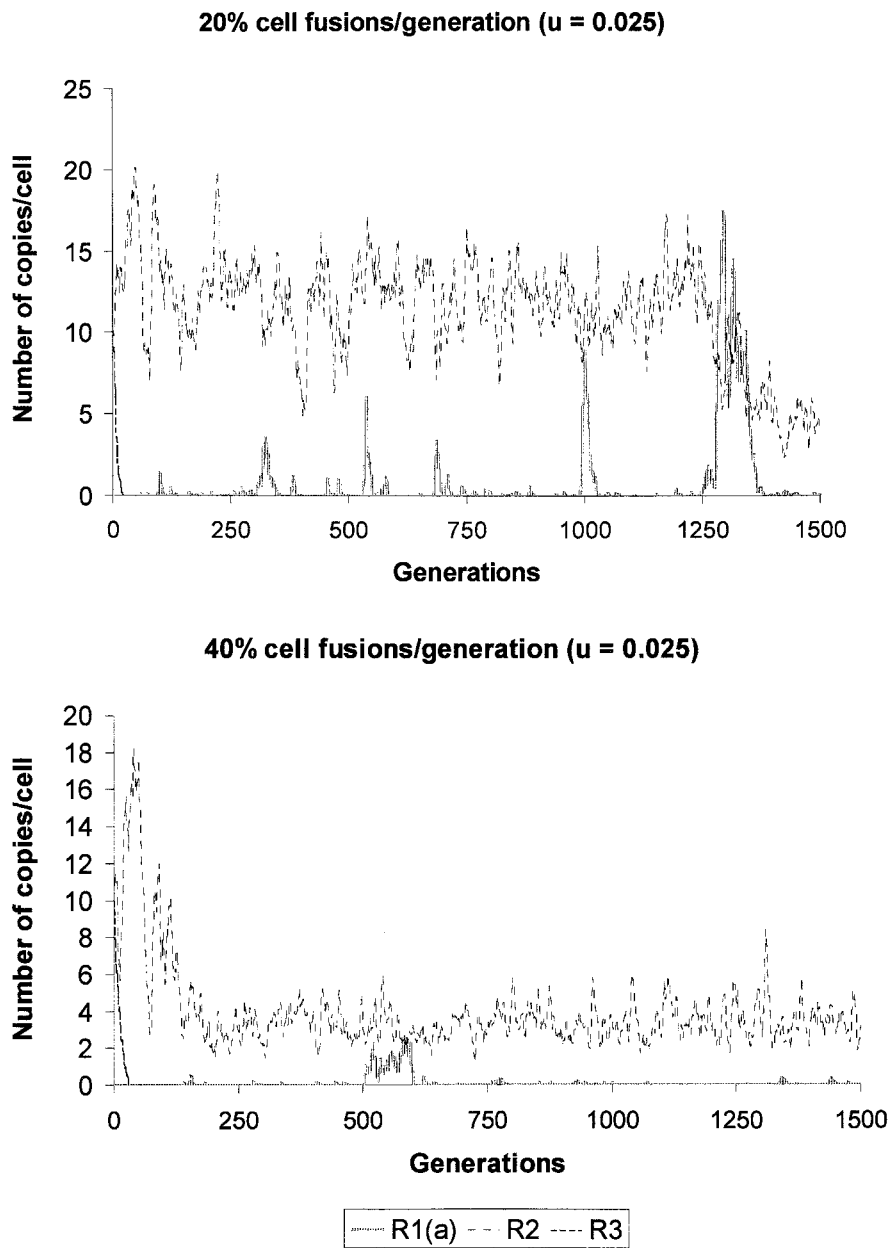 20% cell fusions/generation (u = 0.025)
Number of copies/cell
25
20
15
10
5
0
0 250 500 750 1000 1250 1500
Generations
40% cell fusions/generation (u = 0.025)
Number of copies/cell
20
18
16
14
12
10
8
6
4
2
0
0 250 500 750 1000 1250 1500
Generations
R1(a) R2 R3